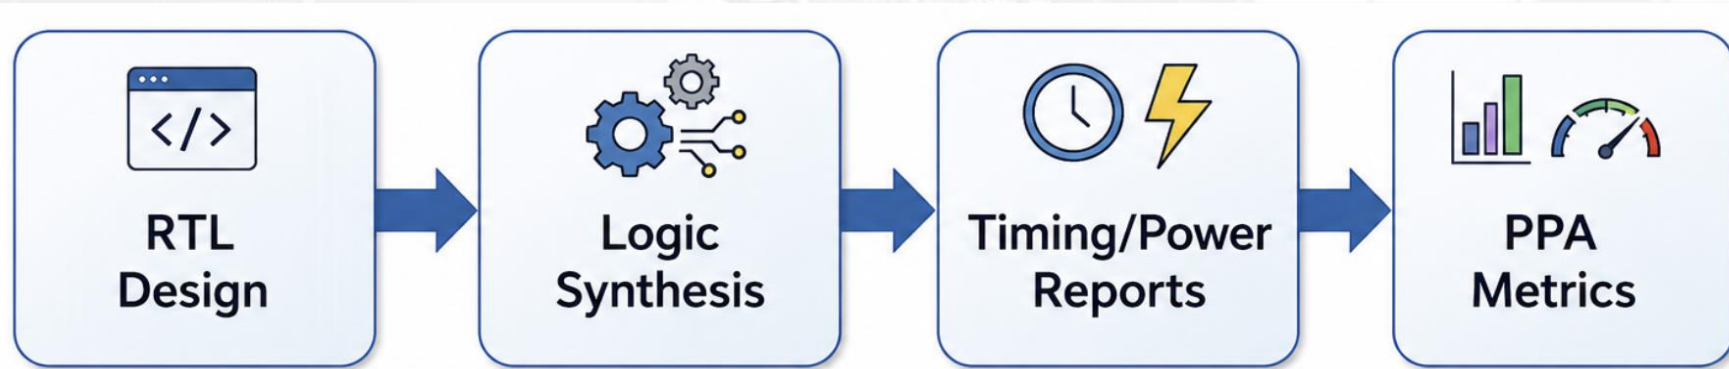 </>
RTL
Design
Logic
Synthesis
Timing/Power
Reports
PPA
Metrics